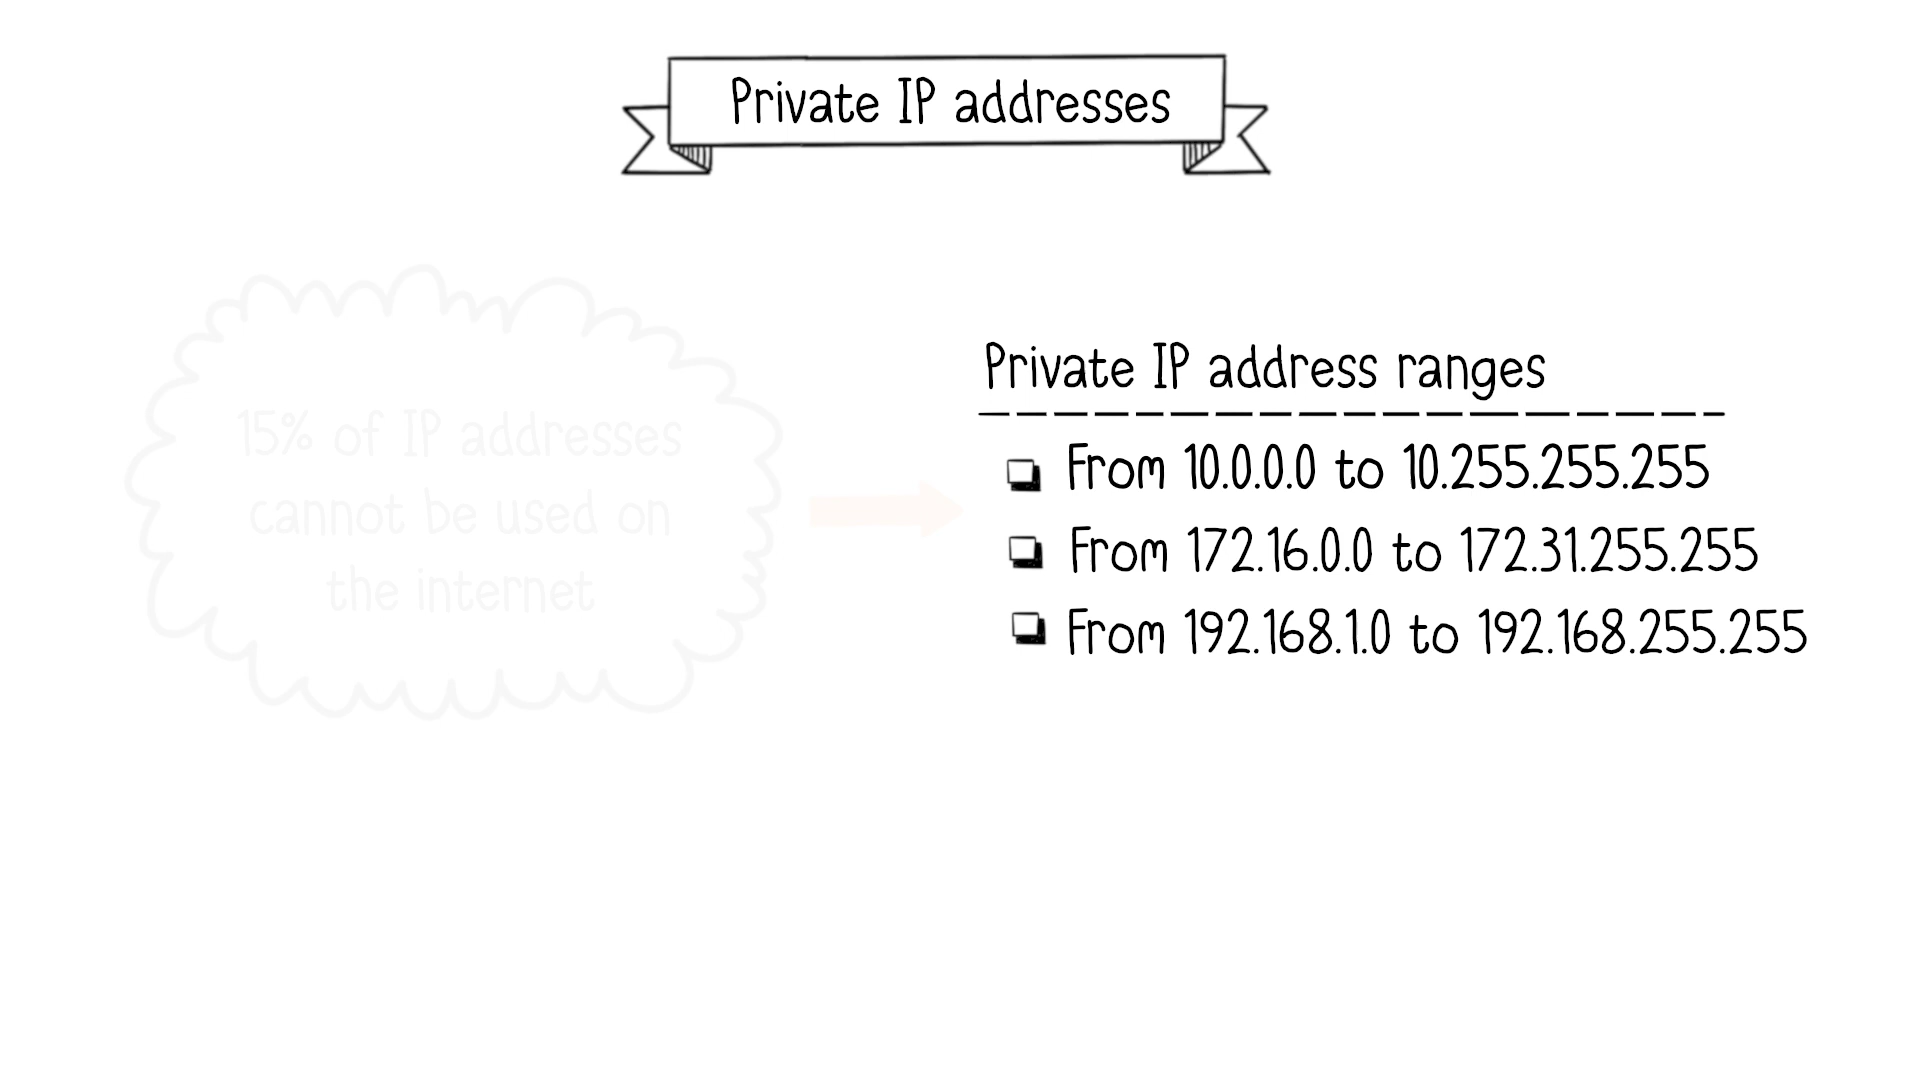 Private IP addresses
15% of IP addresses
cannot be used on
the internet
Private IP address ranges
From 10.0.0.0 to 10.255.255.255
From 172.16.0.0 to 172.31.255.255
From 192.168.1.0 to 192.168.255.255